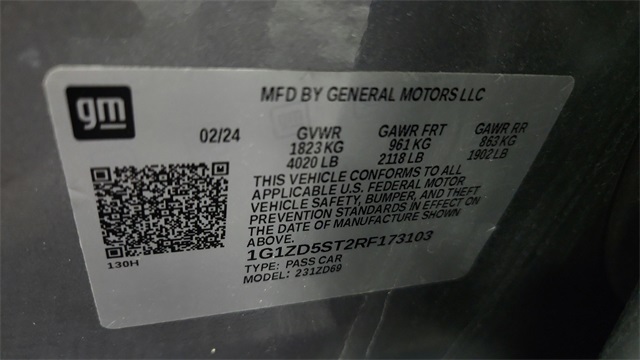 gm
MFD BY GENERAL MOTORS LLC
02/24 GVWR GAWR FRT GAWR RR
1823 KG 961 KG 863 KG
4020 LB 2118 LB 1902 LB
THIS VEHICLE CONFORMS TO ALL
APPLICABLE U.S. FEDERAL MOTOR
VEHICLE SAFETY, BUMPER, AND THEFT
PREVENTION STANDARDS IN EFFECT ON
THE DATE OF MANUFACTURE SHOWN
ABOVE.
1G1ZD5ST2RF173103
TYPE: PASS CAR
MODEL: 231ZD69
130H